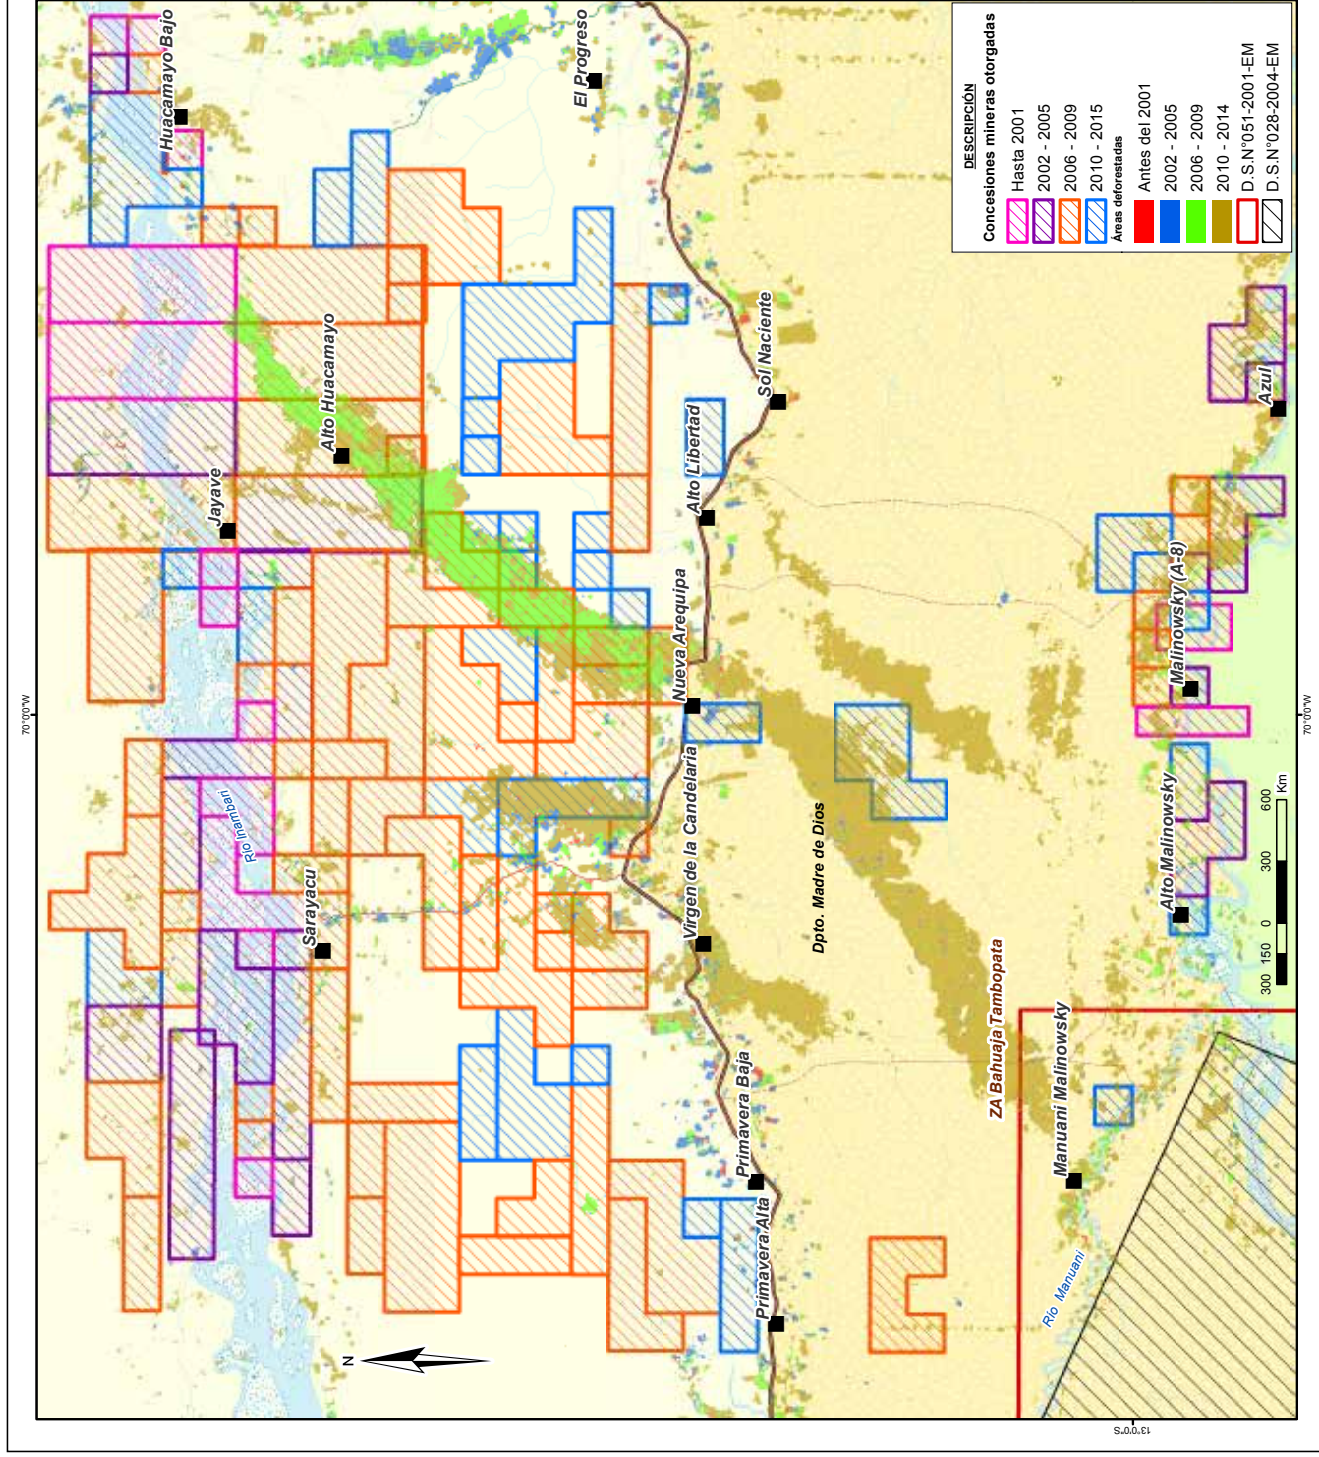 70°0'0"W
Huacamayo Bajo
El Progreso
Alto Huacamayo
Jayave
Río Inambari
Sarayacu
N
Sol Naciente
Alto Libertad
Nueva Arequipa
Virgen de la Candelaria
Primavera Baja
Primavera Alta
Dpto. Madre de Dios
ZA Bahuaja Tambopata
Azul
Malinowsky (A-8)
Alto Malinowsky
Manuani Malinowsky
Río Manuani
DESCRIPCIÓN
Concesiones mineras otorgadas
Hasta 2001
2002 - 2005
2006 - 2009
2010 - 2015
Áreas deforestadas
Antes del 2001
2002 - 2005
2006 - 2009
2010 - 2014
D.S.N°051-2001-EM
D.S.N°028-2004-EM
300 150 0 300 600
Km
70°0'0"W
13°0'0"S